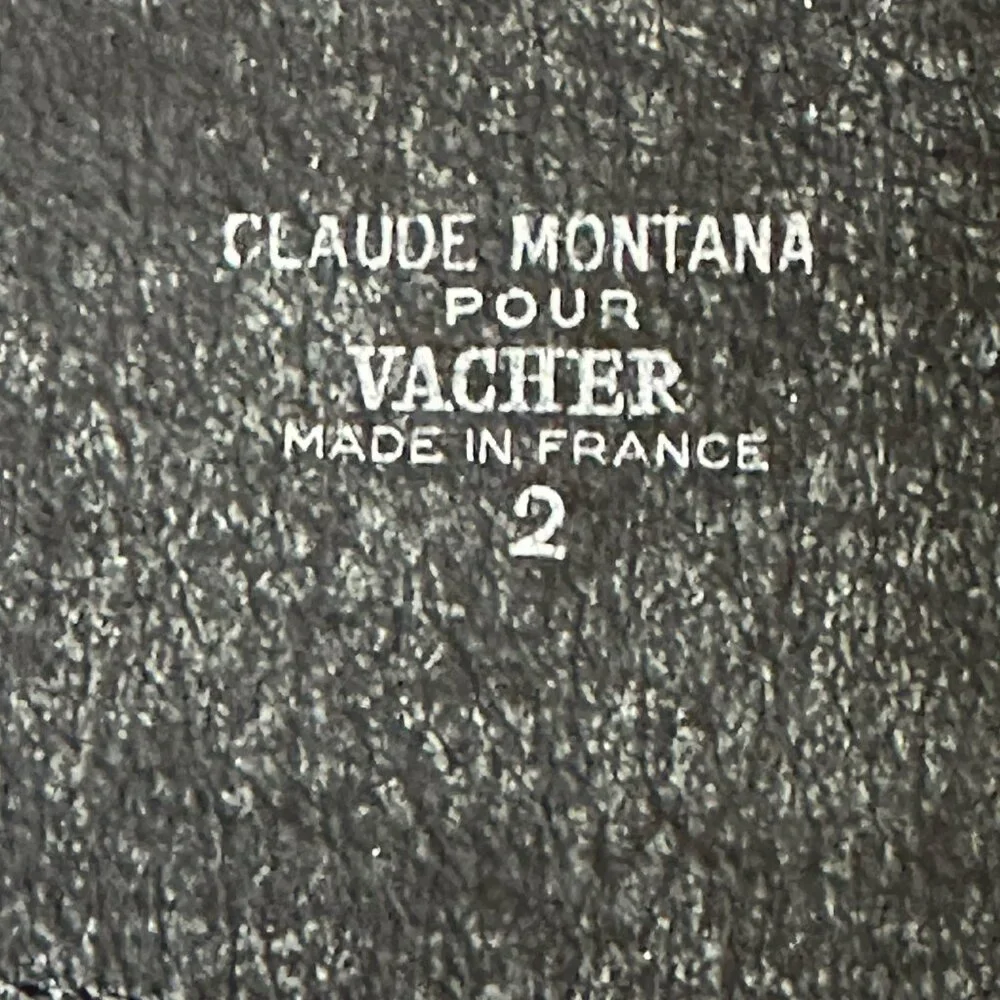 CLAUDE MONTANA
POUR
VACHER
MADE IN FRANCE
2